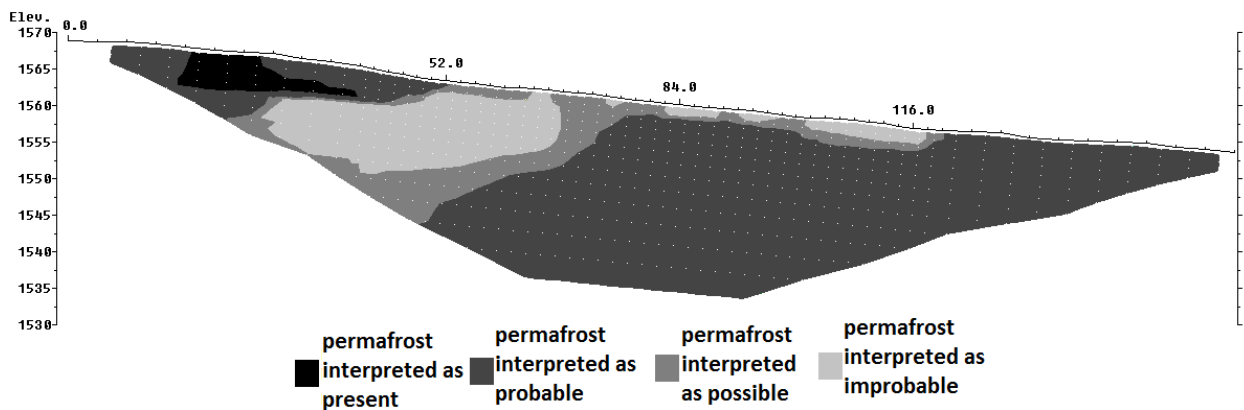 Elev.
1570
0.0
1565
52.0
1560
84.0
116.0
1555
1550
1545
1540
1535
1530
permafrost
interpreted as
present
permafrost
interpreted as
probable
permafrost
interpreted
as possible
permafrost
interpreted as
improbable